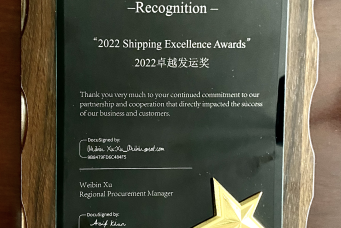 –Recognition –
“2022 Shipping Excellence Awards”
2022卓越发运奖
Thank you very much to your continued commitment to our
partnership and cooperation that directly impacted the success
of our business and customers.
DocuSigned by:
9B8479FD6C404F5
Weibin Xu
Regional Procurement Manager
DocuSigned by: